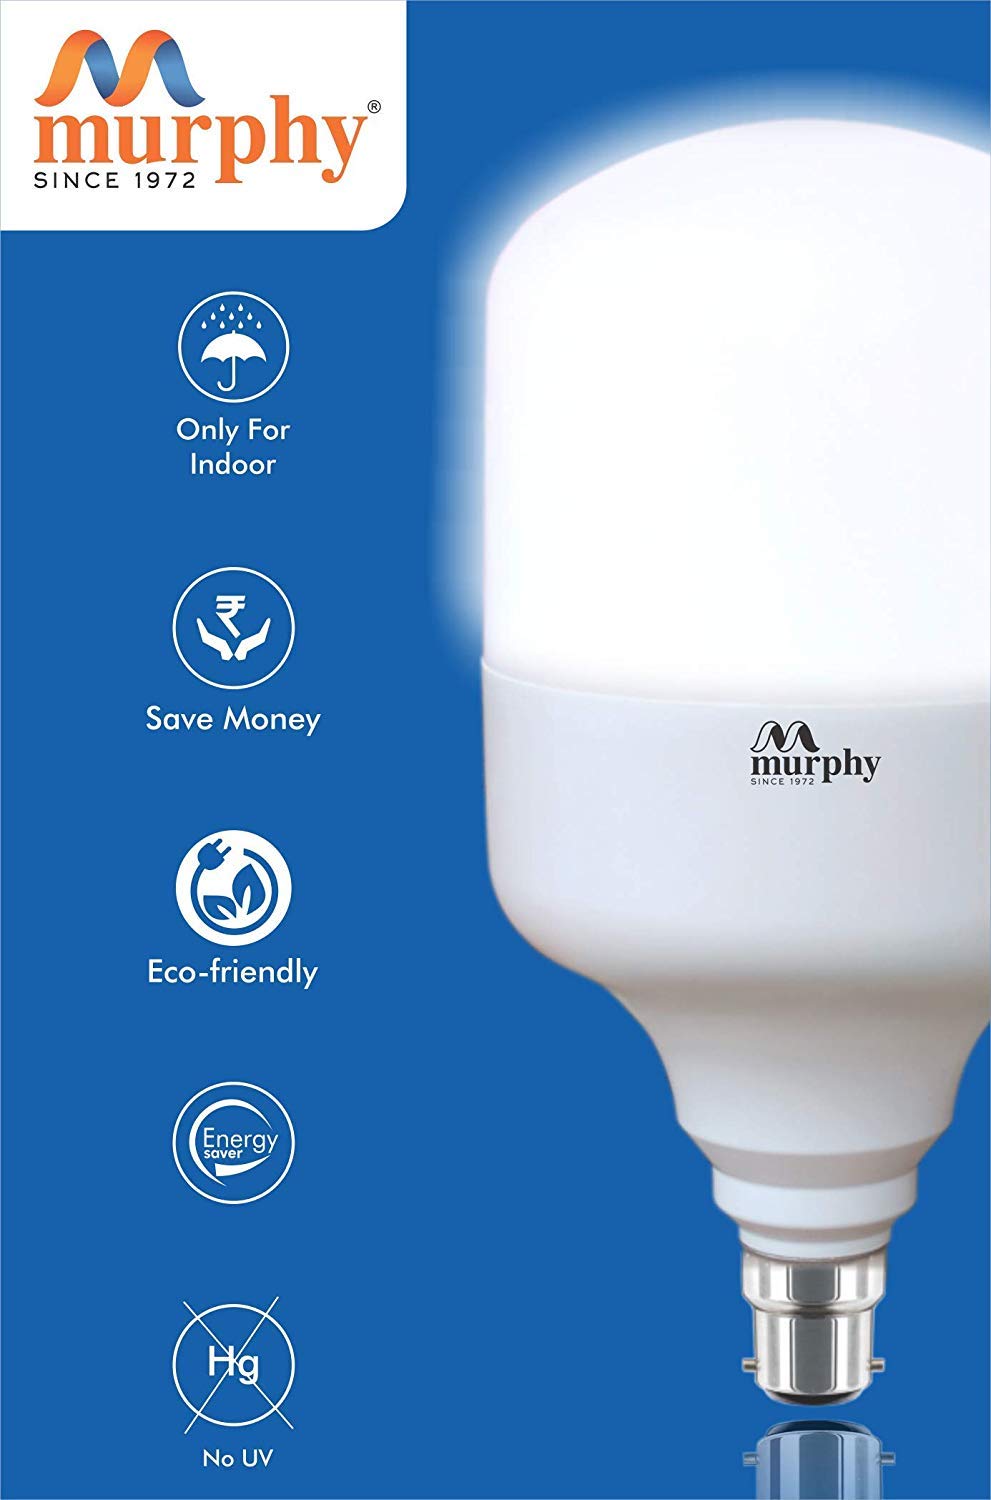 murphy®
SINCE 1972
Only For
Indoor
₹
Save Money
Eco-friendly
Energy
saver
Hg
No UV
murphy
SINCE 1972